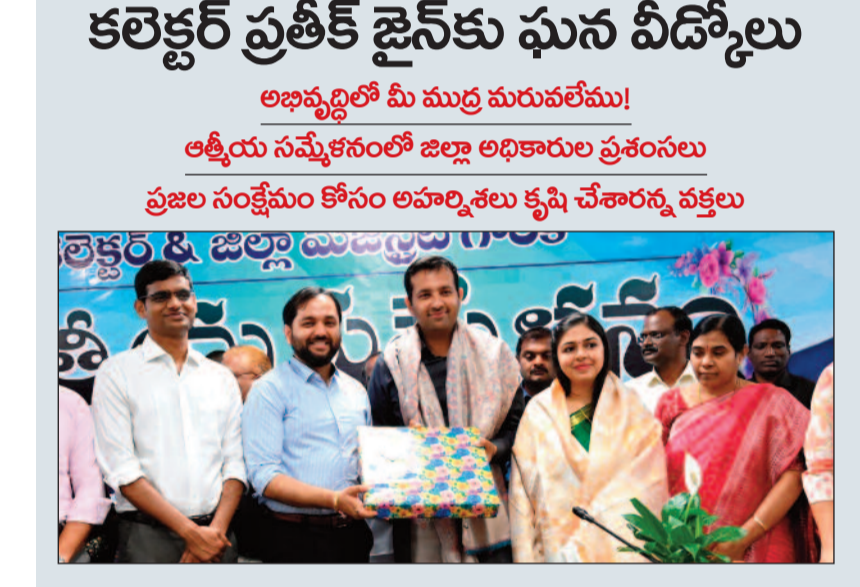 కలెక్టర్ ప్రతీక్ జైన్‌కు ఘన వీడ్కోలు
అభివృద్ధిలో మీ ముద్ర మరువలేము!
ఆత్మీయ సమ్మేళనంలో జిల్లా అధికారుల ప్రశంసలు
ప్రజల సంక్షేమం కోసం అహర్నిశలు కృషి చేశారన్న వక్తలు
లెక్టర్ & జిల్లా మేజిస్ట్రేట్